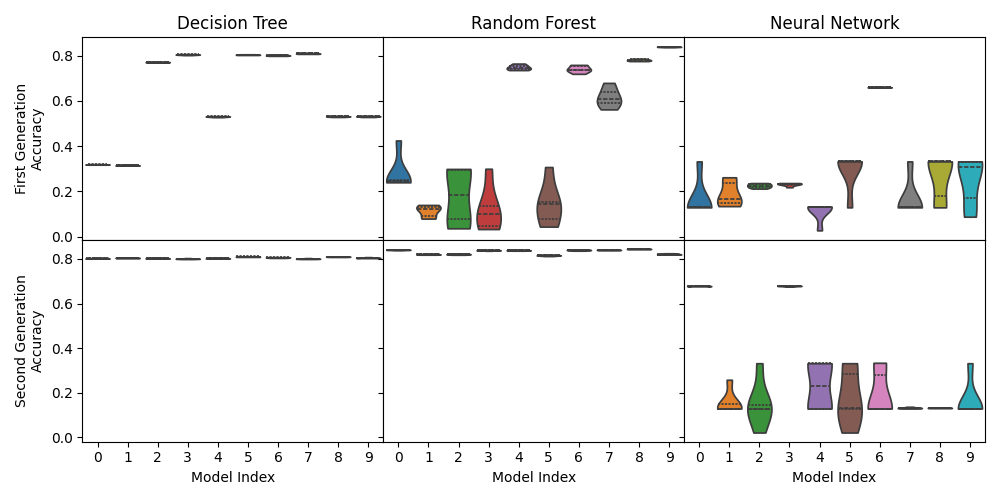 Decision Tree
Random Forest
Neural Network
First Generation
Accuracy
0.8
0.6
0.4
0.2
0.0
Second Generation
Accuracy
0.8
0.6
0.4
0.2
0.0
0 1 2 3 4 5 6 7 8 9
0 1 2 3 4 5 6 7 8 9
0 1 2 3 4 5 6 7 8 9
Model Index
Model Index
Model Index